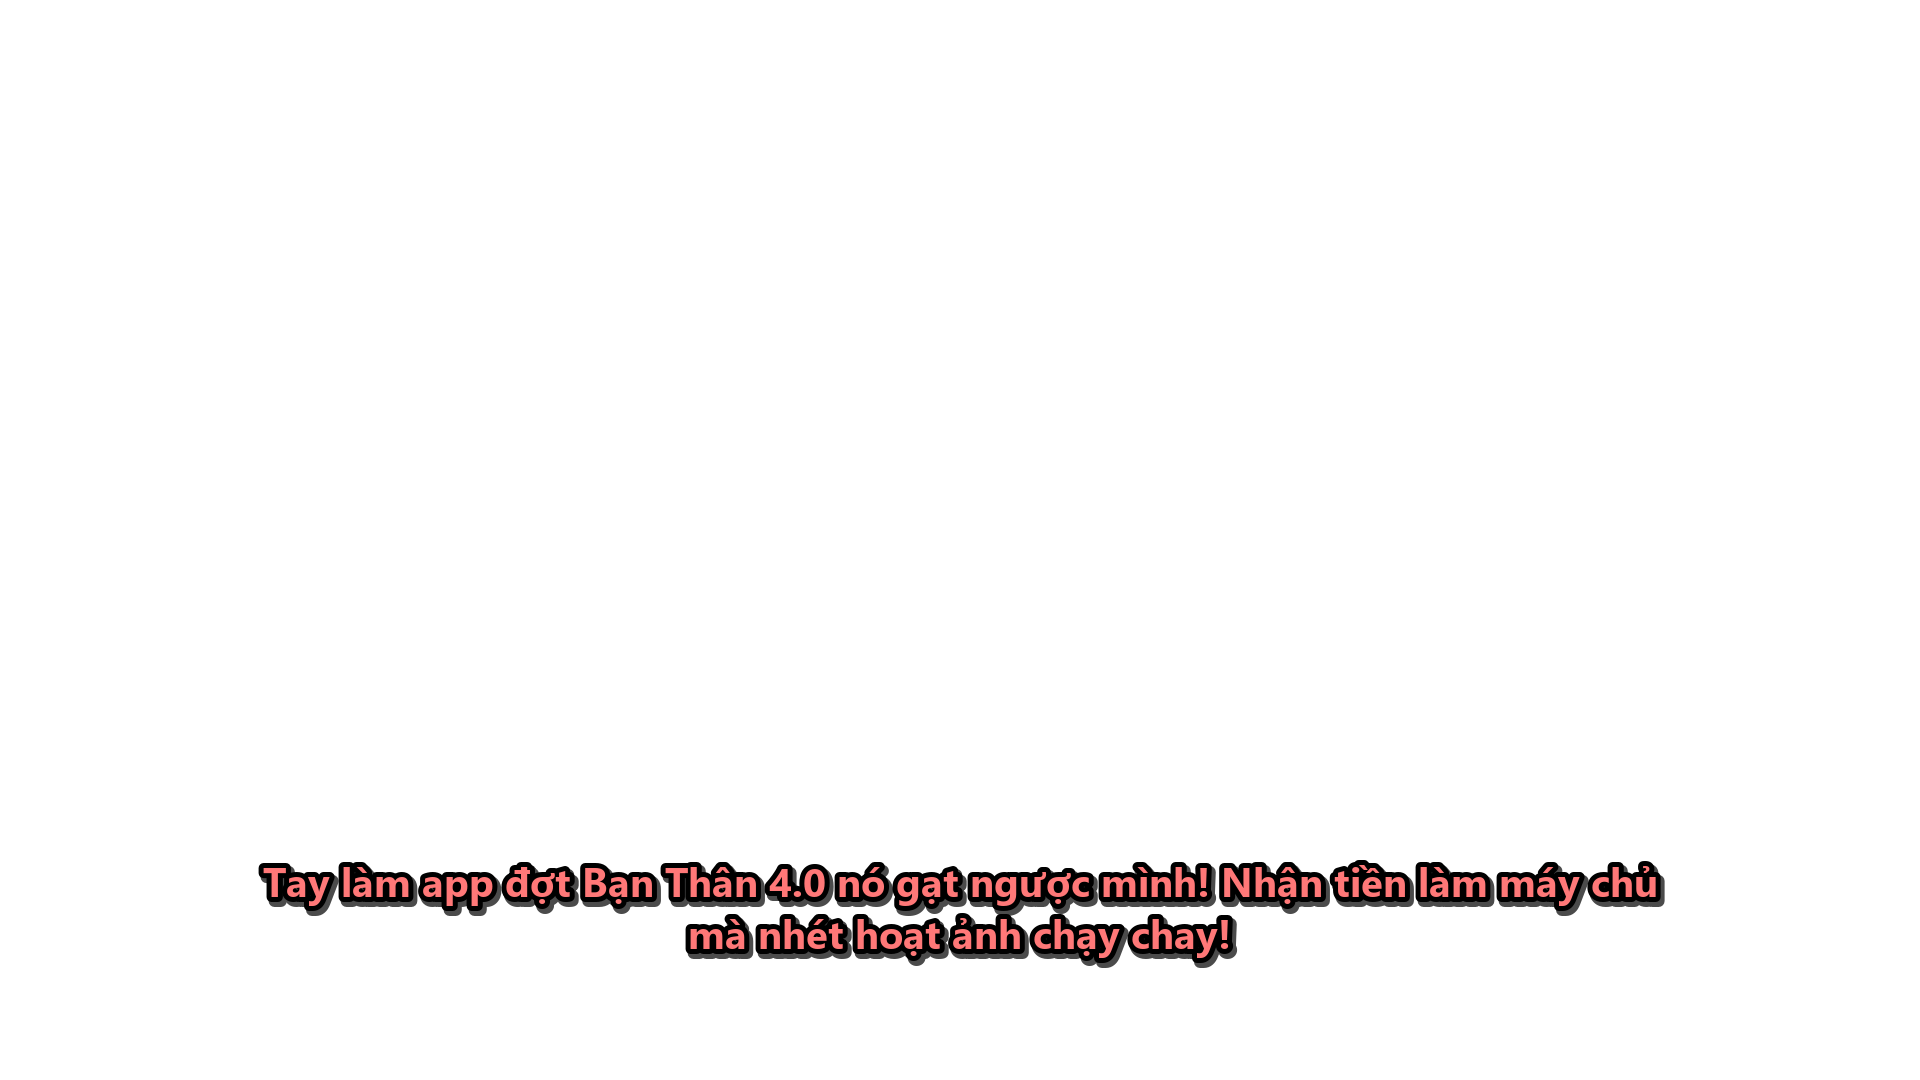 Tay làm app đợt Bạn Thân 4.0 nó gạt ngược mình! Nhận tiền làm máy chủ
mà nhét hoạt ảnh chạy chay!